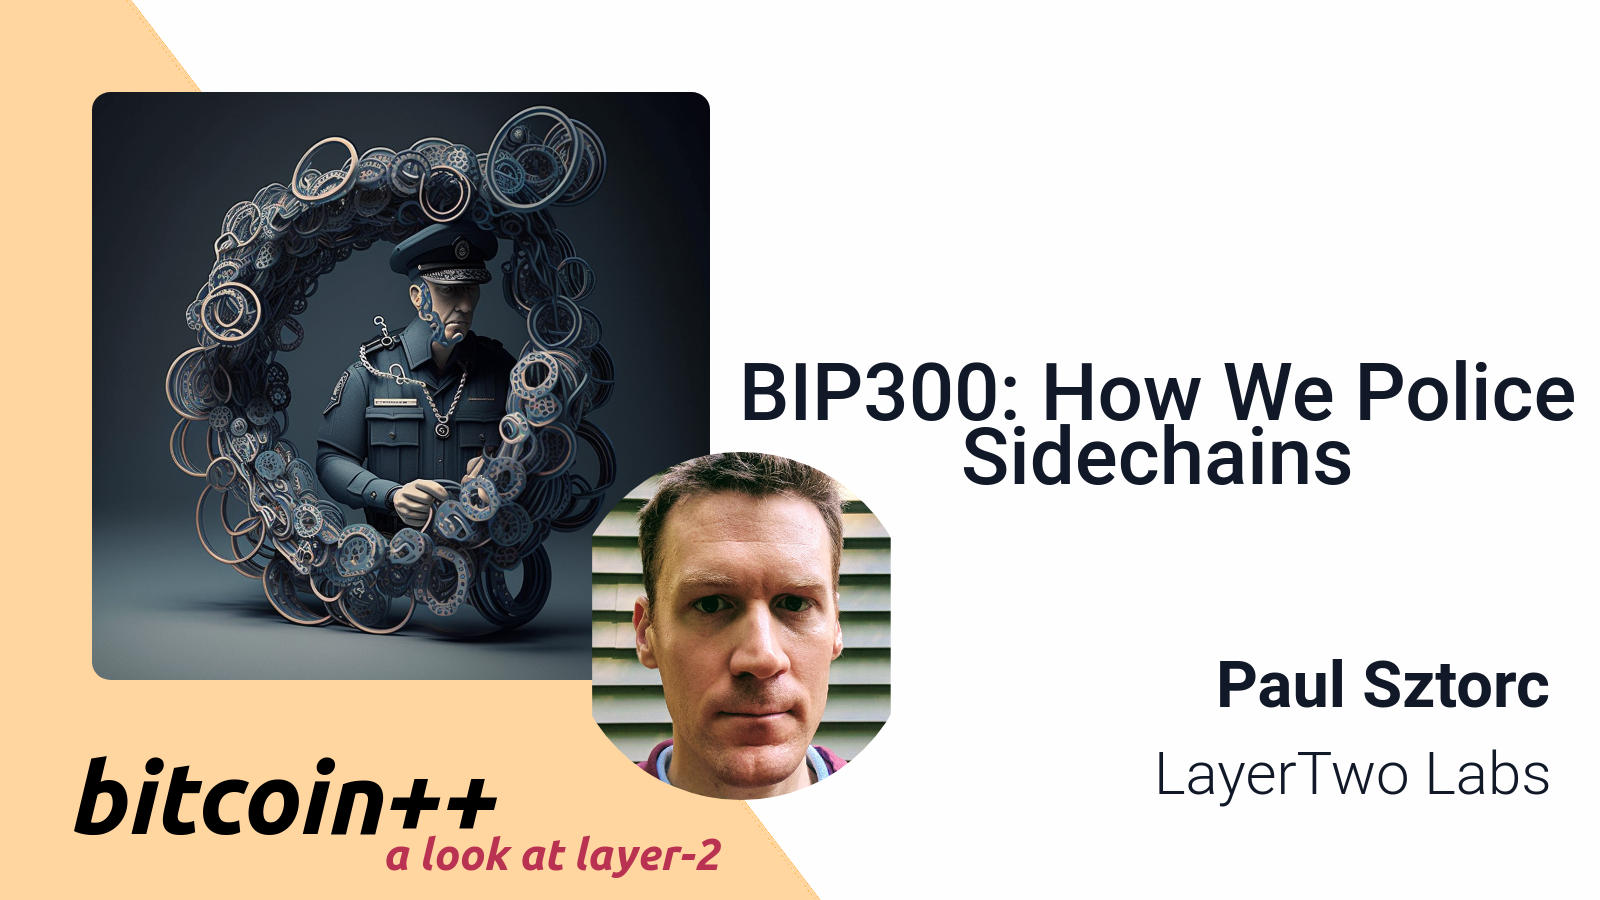 BIP300: How We Police
Sidechains
Paul Sztorc
LayerTwo Labs
bitcoin++
a look at layer-2